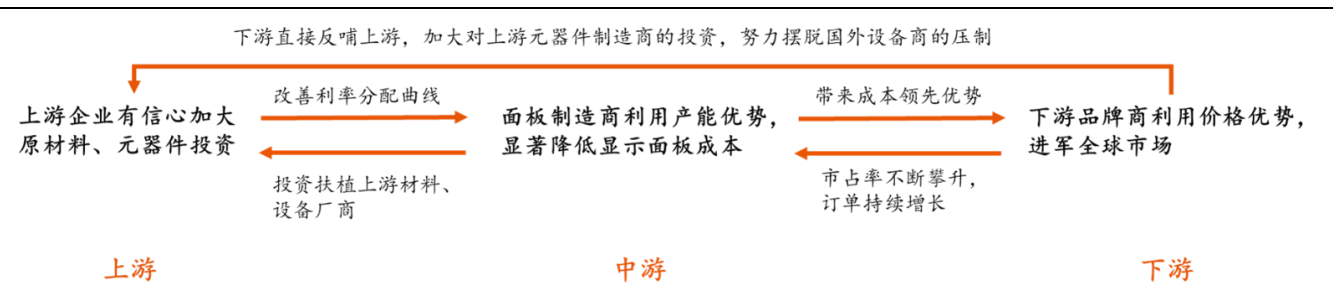 下游直接反哺上游，加大对上游元器件制造商的投资，努力摆脱国外设备商的压制
上游企业有信心加大
原材料、元器件投资
改善利率分配曲线
投资扶植上游材料、
设备厂商
面板制造商利用产能优势，
显著降低显示面板成本
带来成本领先优势
市占率不断攀升，
订单持续增长
下游品牌商利用价格优势，
进军全球市场
上游
中游
下游